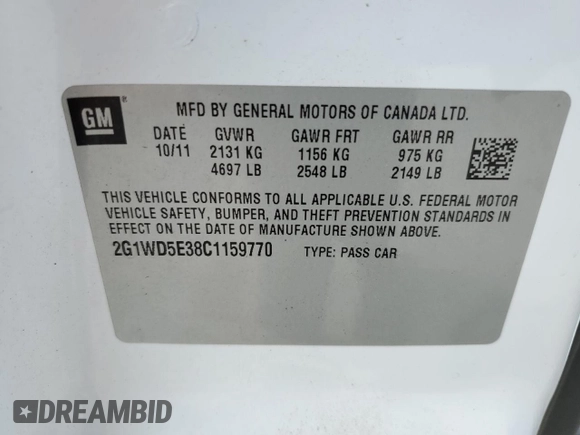 GM
MFD BY GENERAL MOTORS OF CANADA LTD.
DATE GVWR GAWR FRT GAWR RR
10/11 2131 KG 1156 KG 975 KG
4697 LB 2548 LB 2149 LB
THIS VEHICLE CONFORMS TO ALL APPLICABLE U.S. FEDERAL MOTOR
VEHICLE SAFETY, BUMPER, AND THEFT PREVENTION STANDARDS IN
EFFECT ON THE DATE OF MANUFACTURE SHOWN ABOVE.
2G1WD5E38C1159770 TYPE: PASS CAR
DREAMBID